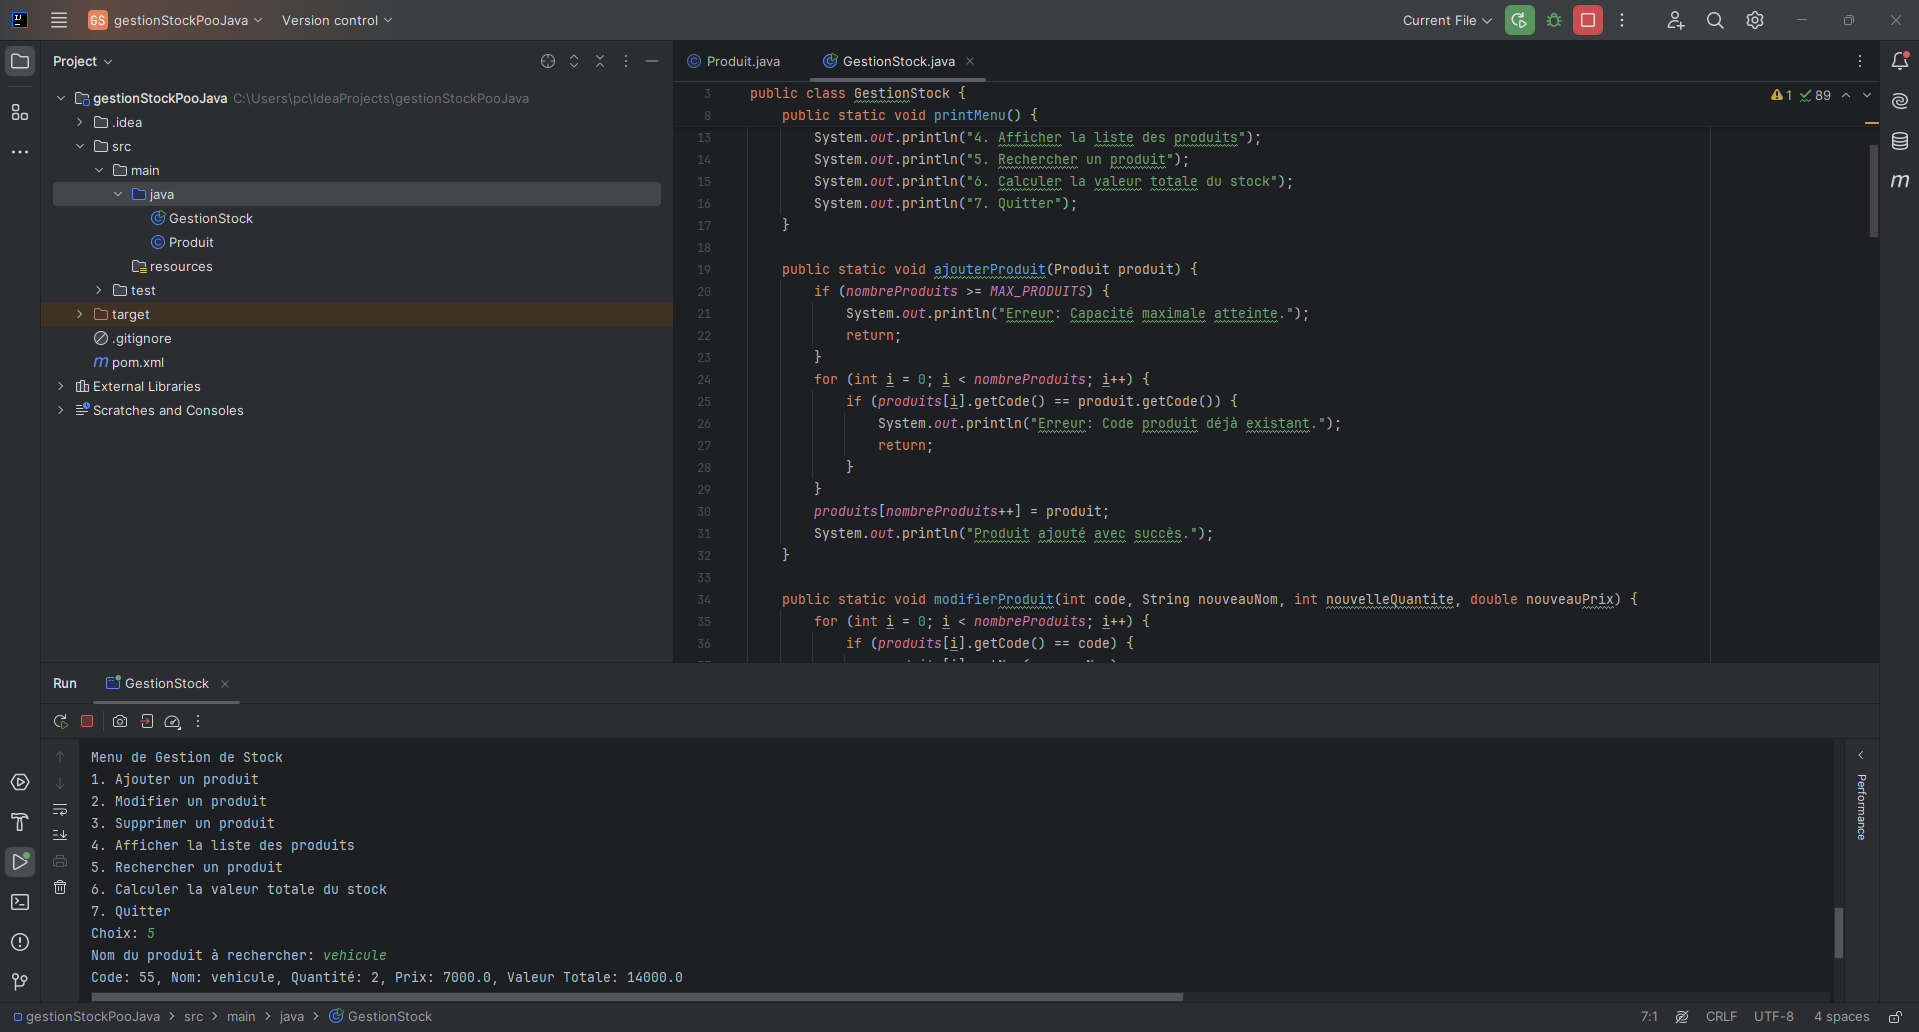 GS gestionStockPooJava Version control Current File
Project
gestionStockPooJava C:\Users\pc\IdeaProjects\gestionStockPooJava
.idea
src
main
java
GestionStock
Produit
resources
test
target
.gitignore
m pom.xml
External Libraries
Scratches and Consoles
Produit.java GestionStock.java
1 89
3 public class GestionStock {
8 public static void printMenu() {
13 System.out.println("4. Afficher la liste des produits");
14 System.out.println("5. Rechercher un produit");
15 System.out.println("6. Calculer la valeur totale du stock");
16 System.out.println("7. Quitter");
17 }
18
19 public static void ajouterProduit(Produit produit) {
20 if (nombreProduits >= MAX_PRODUITS) {
21 System.out.println("Erreur: Capacité maximale atteinte.");
22 return;
23 }
24 for (int i = 0; i < nombreProduits; i++) {
25 if (produits[i].getCode() == produit.getCode()) {
26 System.out.println("Erreur: Code produit déjà existant.");
27 return;
28 }
29 }
30 produits[nombreProduits++] = produit;
31 System.out.println("Produit ajouté avec succès.");
32 }
33
34 public static void modifierProduit(int code, String nouveauNom, int nouvelleQuantite, double nouveauPrix) {
35 for (int i = 0; i < nombreProduits; i++) {
36 if (produits[i].getCode() == code) {
m
Run GestionStock
Menu de Gestion de Stock
1. Ajouter un produit
2. Modifier un produit
3. Supprimer un produit
4. Afficher la liste des produits
5. Rechercher un produit
6. Calculer la valeur totale du stock
7. Quitter
Choix: 5
Nom du produit à rechercher: vehicule
Code: 55, Nom: vehicule, Quantité: 2, Prix: 7000.0, Valeur Totale: 14000.0
Performance
gestionStockPooJava > src > main > java > GestionStock 7:1 CRLF UTF-8 4 spaces